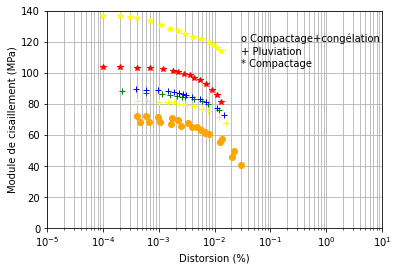 140
120
100
80
60
40
20
0
Module de cisaillement (MPa)
o Compactage+congélation
+ Pluviation
* Compactage
10⁻⁵ 10⁻⁴ 10⁻³ 10⁻² 10⁻¹ 10⁰ 10¹
Distorsion (%)